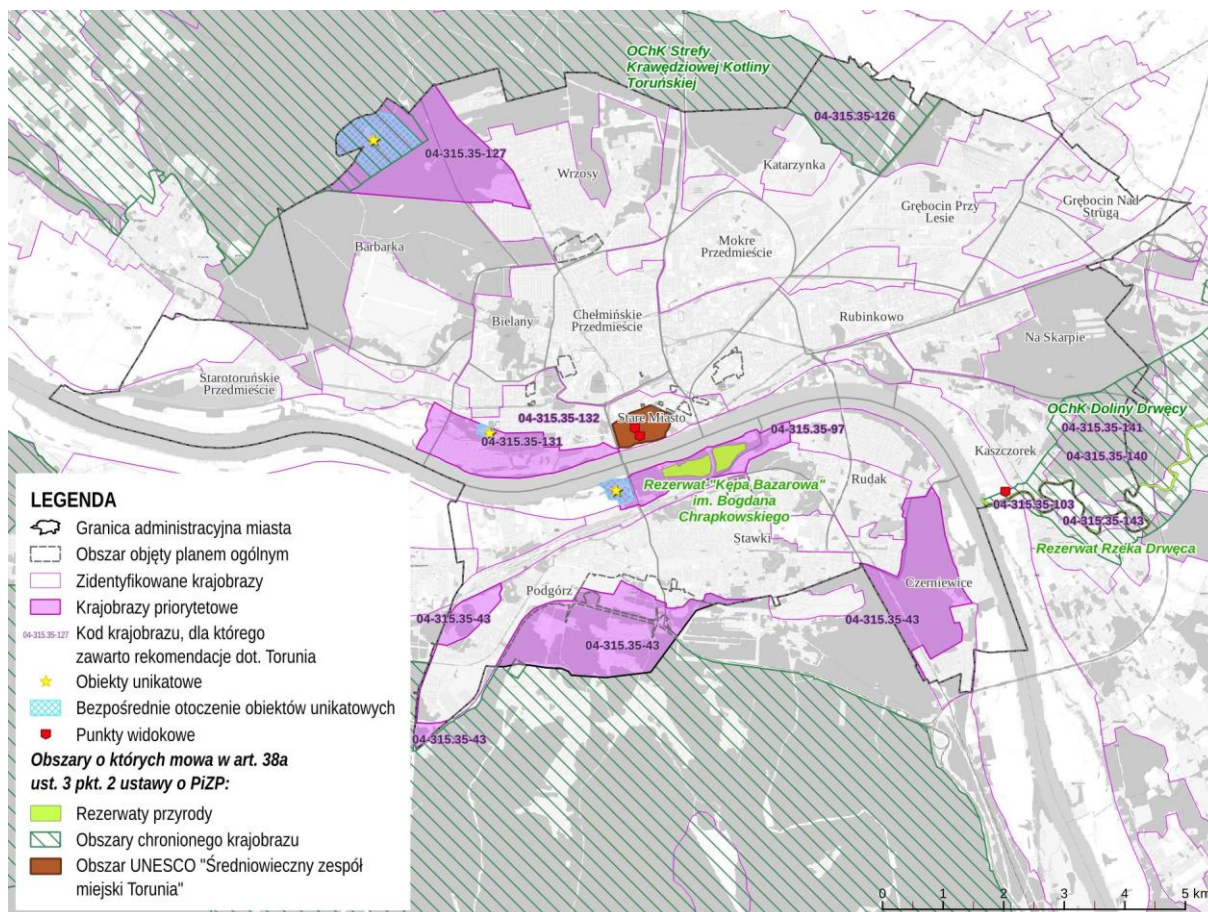 OChK Strefy
Krawędziowej Kotliny
Toruńskiej
04-315.35-126
04-315.35-127
Wrzosy
Katarzynka
Grębocin Przy
Lesie
Grębocin Nad
Strugą
Barbarka
Mokre
Przedmieście
Bielany
Chełmińskie
Przedmieście
Rubinkowo
Na Skarpie
Starotoruńskie
Przedmieście
04-315.35-132
Stare Miasto
04-315.35-131
04-315.35-97
OChK Doliny Drwęcy
04-315.35-141
04-315.35-140
Kaszczorek
Rezerwat "Kępa Bazarowa"
im. Bogdana
Chrapkowskiego
Rudak
04-315.35-103
04-315.35-143
Rezerwat Rzeka Drwęca
Stawki
Czerniewice
Podgórz
04-315.35-43
04-315.35-43
04-315.35-43
04-315.35-43
LEGENDA
Granica administracyjna miasta
Obszar objęty planem ogólnym
Zidentyfikowane krajobrazy
Krajobrazy priorytetowe
04-315.35-127 Kod krajobrazu, dla którego
zawarto rekomendacje dot. Torunia
Obiekty unikatowe
Bezpośrednie otoczenie obiektów unikatowych
Punkty widokowe
Obszary o których mowa w art. 38a
ust. 3 pkt. 2 ustawy o PiZP:
Rezerwaty przyrody
Obszary chronionego krajobrazu
Obszar UNESCO "Średniowieczny zespół
miejski Torunia"
0 1 2 3 4 5 km